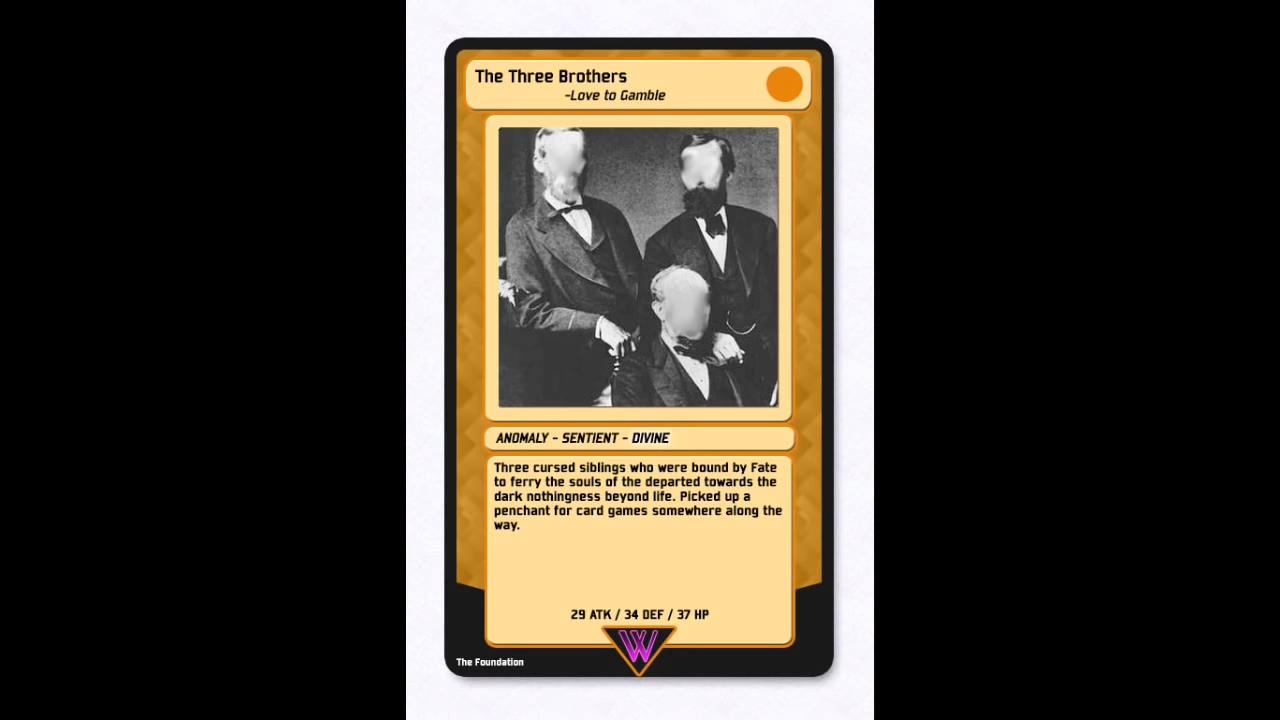 The Three Brothers
-Love to Gamble
ANOMALY - SENTIENT - DIVINE
Three cursed siblings who were bound by Fate
to ferry the souls of the departed towards the
dark nothingness beyond life. Picked up a
penchant for card games somewhere along the
way.
29 ATK / 34 DEF / 37 HP
W
The Foundation